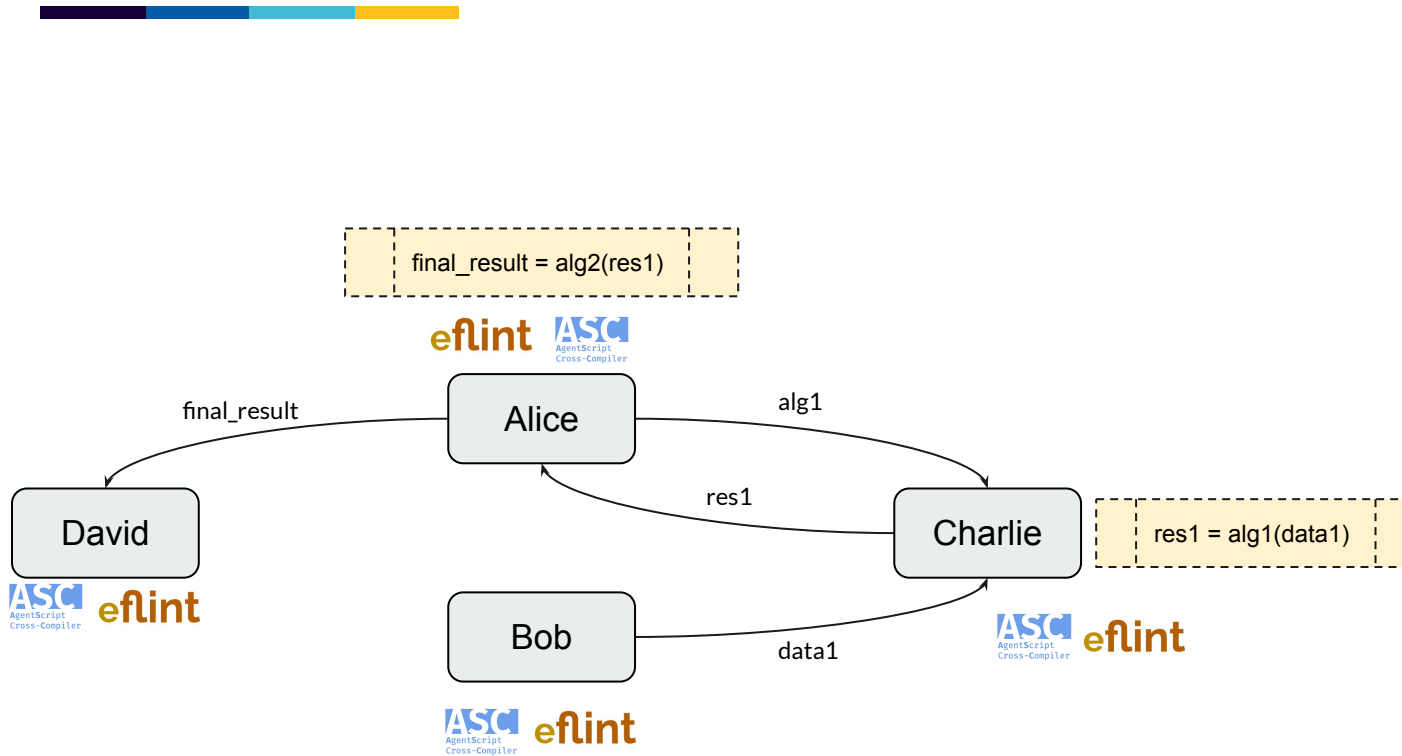 final_result = alg2(res1)
eflint
ASC
AgentScript
Cross-Compiler
Alice
final_result
alg1
res1
David
Charlie
res1 = alg1(data1)
ASC
AgentScript
Cross-Compiler
eflint
Bob
data1
ASC
AgentScript
Cross-Compiler
eflint
ASC
AgentScript
Cross-Compiler
eflint